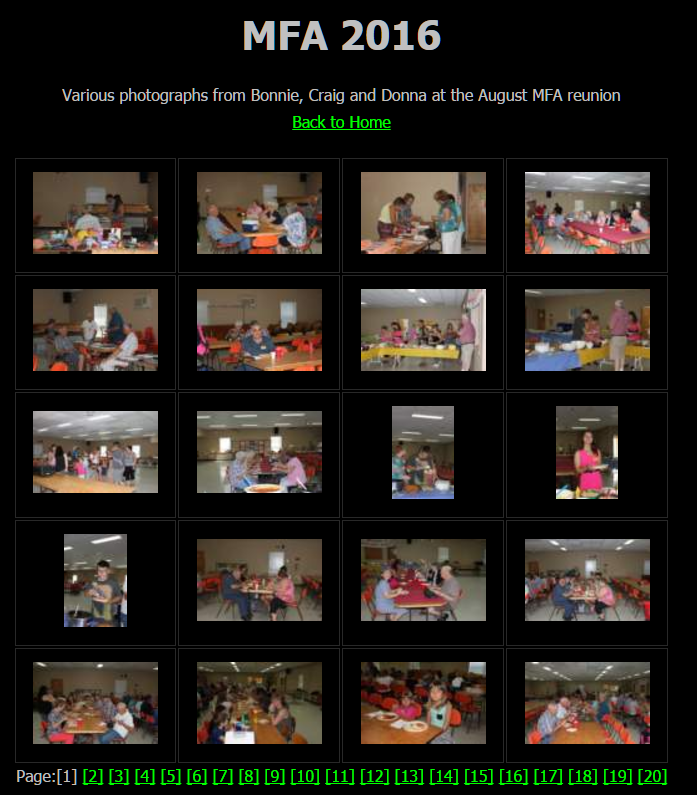 MFA 2016
Various photographs from Bonnie, Craig and Donna at the August MFA reunion
Back to Home
Page:[1] [2] [3] [4] [5] [6] [7] [8] [9] [10] [11] [12] [13] [14] [15] [16] [17] [18] [19] [20]